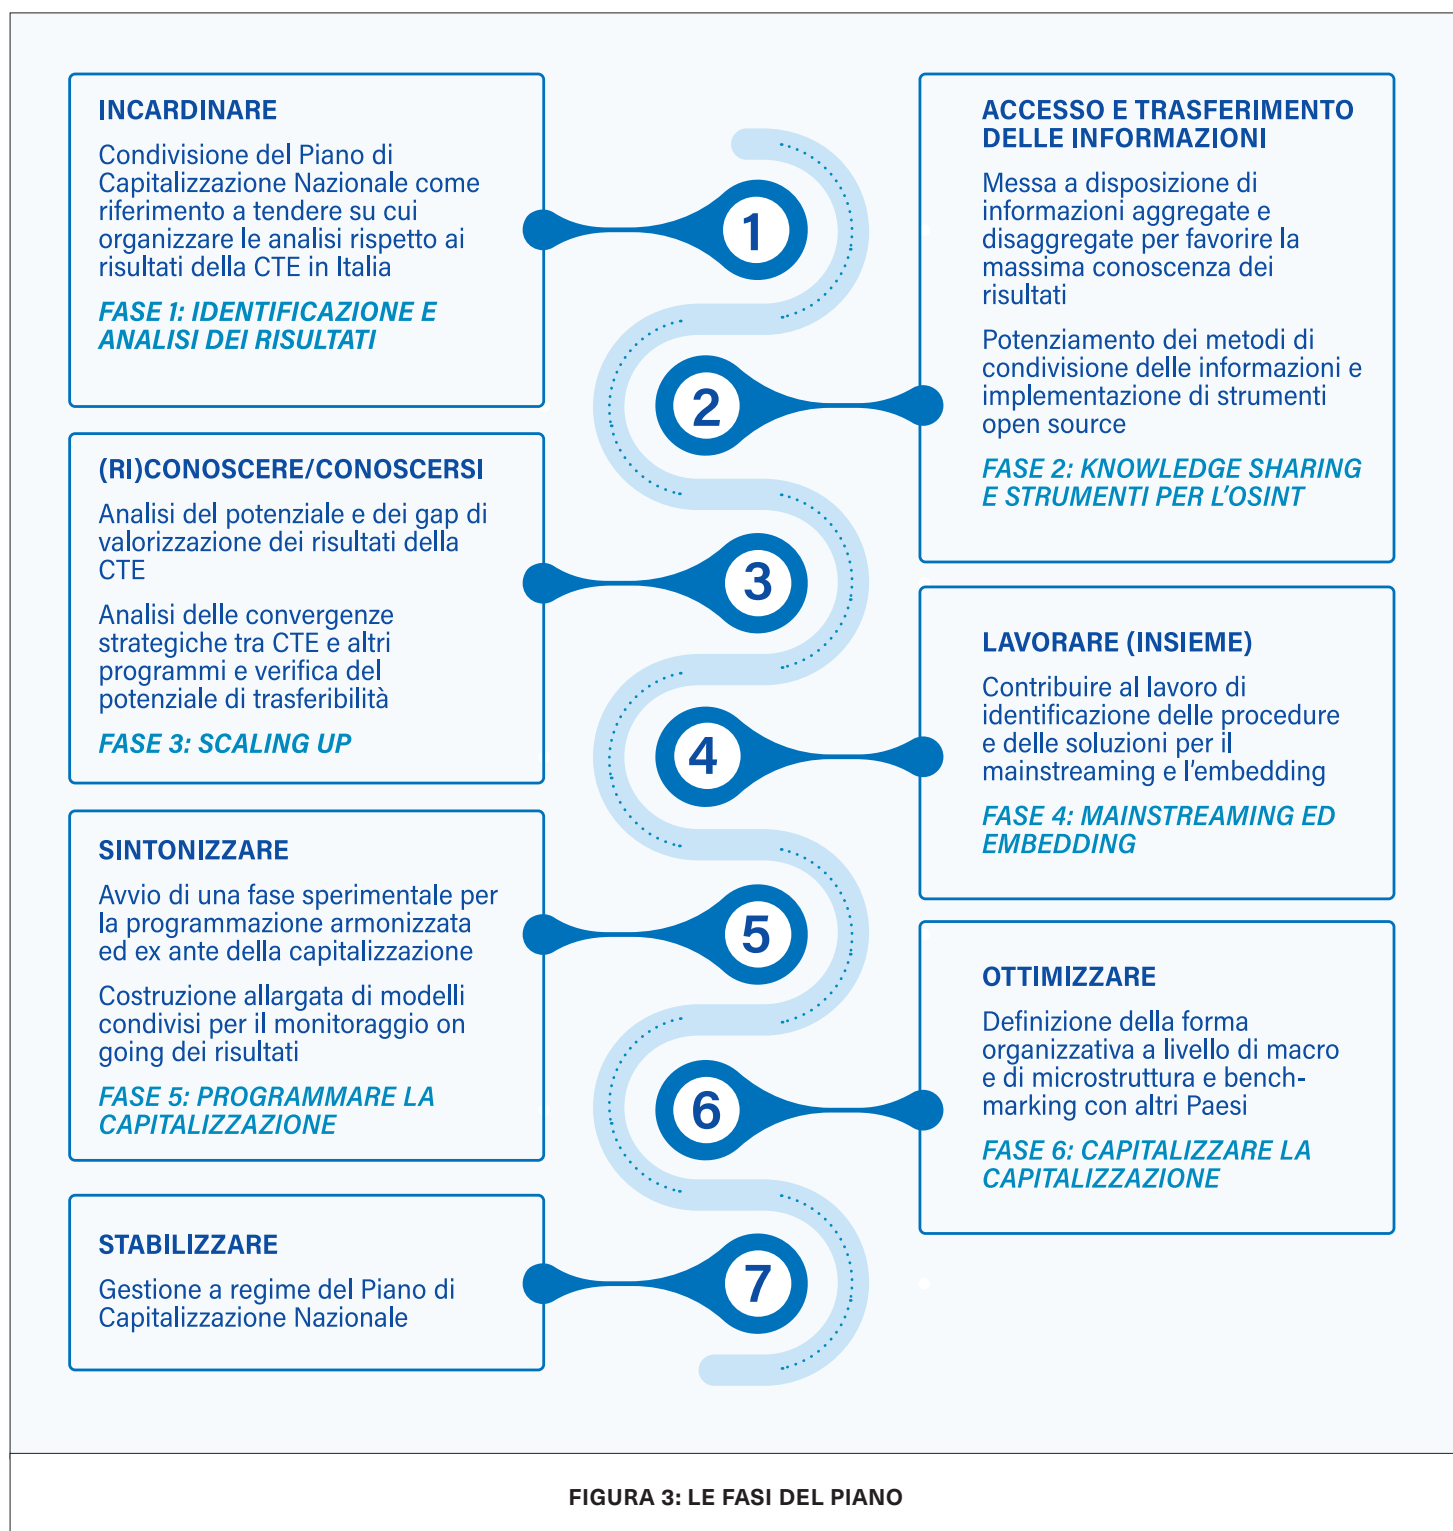 INCARDINARE
Condivisione del Piano di
Capitalizzazione Nazionale come
riferimento a tendere su cui
organizzare le analisi rispetto ai
risultati della CTE in Italia
FASE 1: IDENTIFICAZIONE E
ANALISI DEI RISULTATI
1
ACCESSO E TRASFERIMENTO
DELLE INFORMAZIONI
Messa a disposizione di
informazioni aggregate e
disaggregate per favorire la
massima conoscenza dei
risultati
Potenziamento dei metodi di
condivisione delle informazioni e
implementazione di strumenti
open source
FASE 2: KNOWLEDGE SHARING
E STRUMENTI PER L'OSINT
2
(RI)CONOSCERE/CONOSCERSI
Analisi del potenziale e dei gap di
valorizzazione dei risultati della
CTE
Analisi delle convergenze
strategiche tra CTE e altri
programmi e verifica del
potenziale di trasferibilità
FASE 3: SCALING UP
3
LAVORARE (INSIEME)
Contribuire al lavoro di
identificazione delle procedure
e delle soluzioni per il
mainstreaming e l'embedding
FASE 4: MAINSTREAMING ED
EMBEDDING
4
SINTONIZZARE
Avvio di una fase sperimentale per
la programmazione armonizzata
ed ex ante della capitalizzazione
Costruzione allargata di modelli
condivisi per il monitoraggio on
going dei risultati
FASE 5: PROGRAMMARE LA
CAPITALIZZAZIONE
5
OTTIMIZZARE
Definizione della forma
organizzativa a livello di macro
e di microstruttura e bench-
marking con altri Paesi
FASE 6: CAPITALIZZARE LA
CAPITALIZZAZIONE
6
STABILIZZARE
Gestione a regime del Piano di
Capitalizzazione Nazionale
7
FIGURA 3: LE FASI DEL PIANO